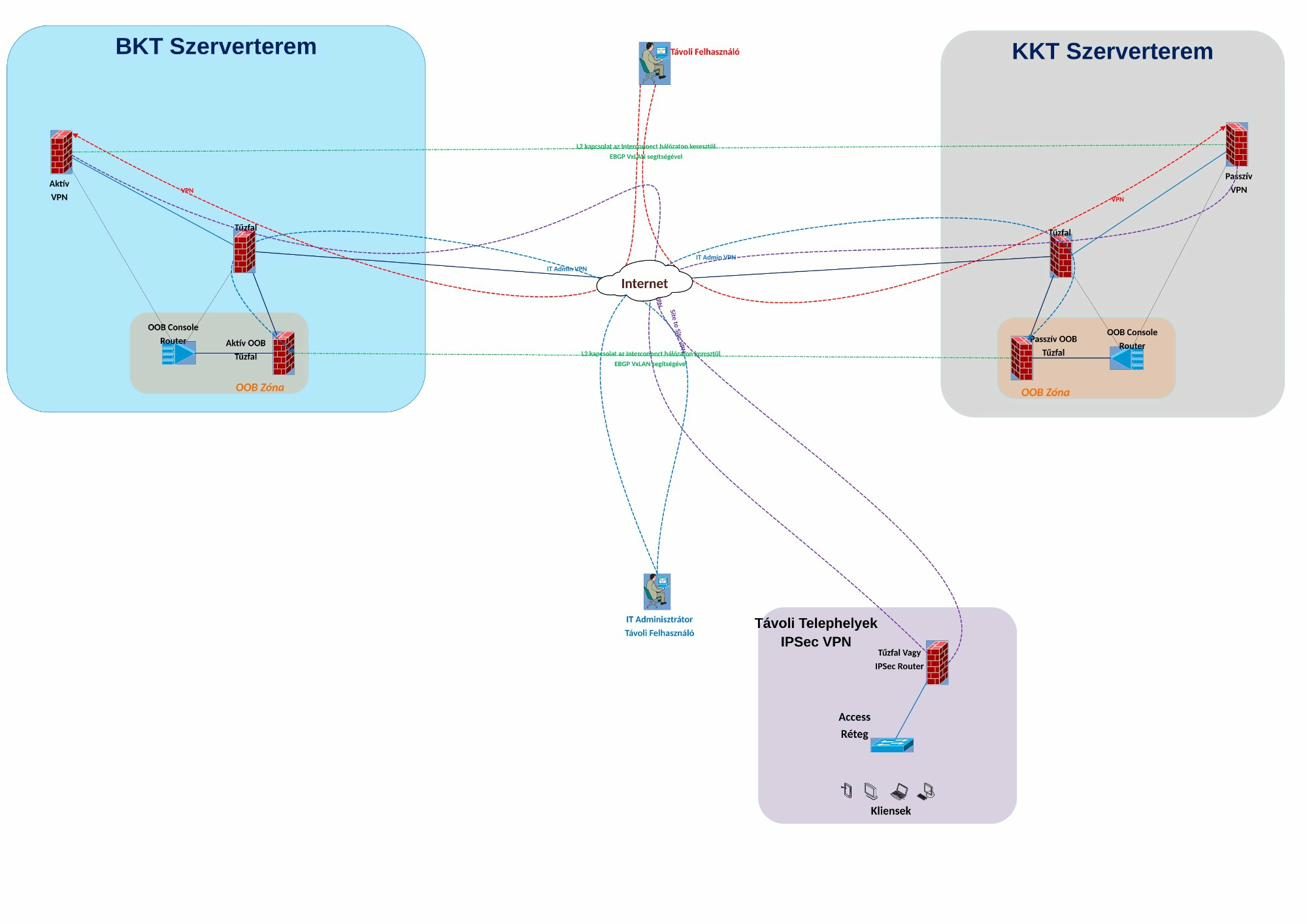 BKT Szerverterem
KKT Szerverterem
Távoli Felhasználó
L2 kapcsolat az Interconnect hálózaton keresztül
EBGP VxLAN segítségével
Aktív
VPN
Passzív
VPN
VPN
VPN
Tűzfal
Tűzfal
IT Admin VPN
IT Admin VPN
Internet
Site to Site
OOB Console
Router
Aktív OOB
Tűzfal
OOB Zóna
L2 kapcsolat az Interconnect hálózaton keresztül
EBGP VxLAN segítségével
Passzív OOB
Tűzfal
OOB Console
Router
OOB Zóna
IT Adminisztrátor
Távoli Felhasználó
Távoli Telephelyek
IPSec VPN
Tűzfal Vagy
IPSec Router
Access
Réteg
Kliensek